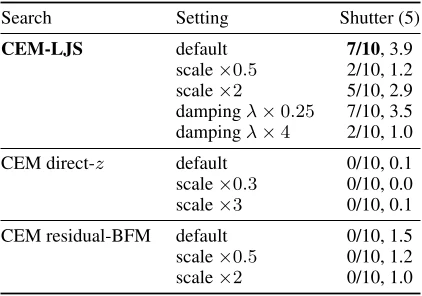 Search Setting Shutter (5)
CEM-LJS default 7/10, 3.9
scale ×0.5 2/10, 1.2
scale ×2 5/10, 2.9
damping λ × 0.25 7/10, 3.5
damping λ × 4 2/10, 1.0
CEM direct-z default 0/10, 0.1
scale ×0.3 0/10, 0.0
scale ×3 0/10, 0.1
CEM residual-BFM default 0/10, 1.5
scale ×0.5 0/10, 1.2
scale ×2 0/10, 1.0